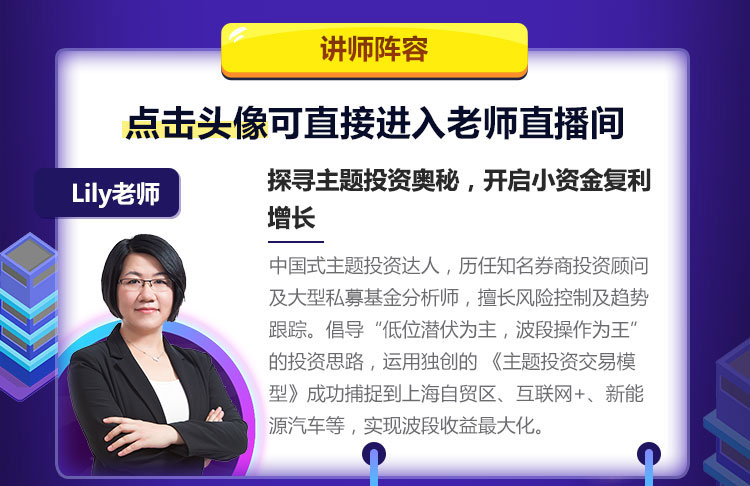 讲师阵容
点击头像可直接进入老师直播间
Lily老师
探寻主题投资奥秘，开启小资金复利
增长
中国式主题投资达人，历任知名券商投资顾问
及大型私募基金分析师，擅长风险控制及趋势
跟踪。倡导“低位潜伏为主，波段操作为王”
的投资思路，运用独创的 《主题投资交易模
型》成功捕捉到上海自贸区、互联网+、新能
源汽车等，实现波段收益最大化。